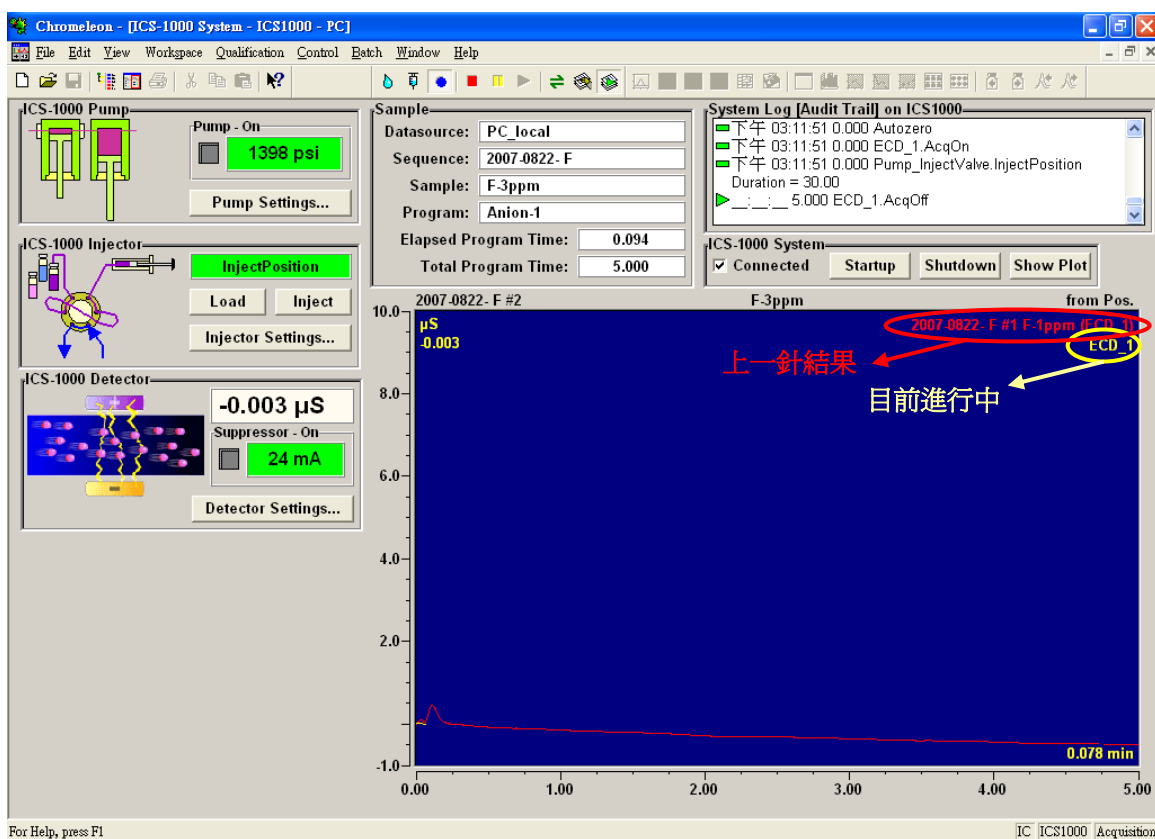 Chromeleon - [ICS-1000 System - ICS1000 - PC]
File Edit View Workspace Qualification Control Batch Window Help
ICS-1000 Pump
Pump - On
1398 psi
Pump Settings...
ICS-1000 Injector
InjectPosition
Load Inject
Injector Settings...
ICS-1000 Detector
-0.003 µS
Suppressor - On
24 mA
Detector Settings...
Sample
Datasource: PC_local
Sequence: 2007-0822- F
Sample: F-3ppm
Program: Anion-1
Elapsed Program Time: 0.094
Total Program Time: 5.000
System Log [Audit Trail] on ICS1000
下午 03:11:51 0.000 Autozero
下午 03:11:51 0.000 ECD_1.AcqOn
下午 03:11:51 0.000 Pump_InjectValve.InjectPosition
Duration = 30.00
__:__:__ 5.000 ECD_1.AcqOff
ICS-1000 System
Connected Startup Shutdown Show Plot
2007-0822- F #2 F-3ppm from Pos.
10.0
µS
-0.003
2007-0822- F #1 F-1ppm (ECD_1)
ECD_1
上一針結果
目前進行中
8.0
6.0
4.0
2.0
-1.0
0.078 min
0.00 1.00 2.00 3.00 4.00 5.00
For Help, press F1
IC ICS1000 Acquisition